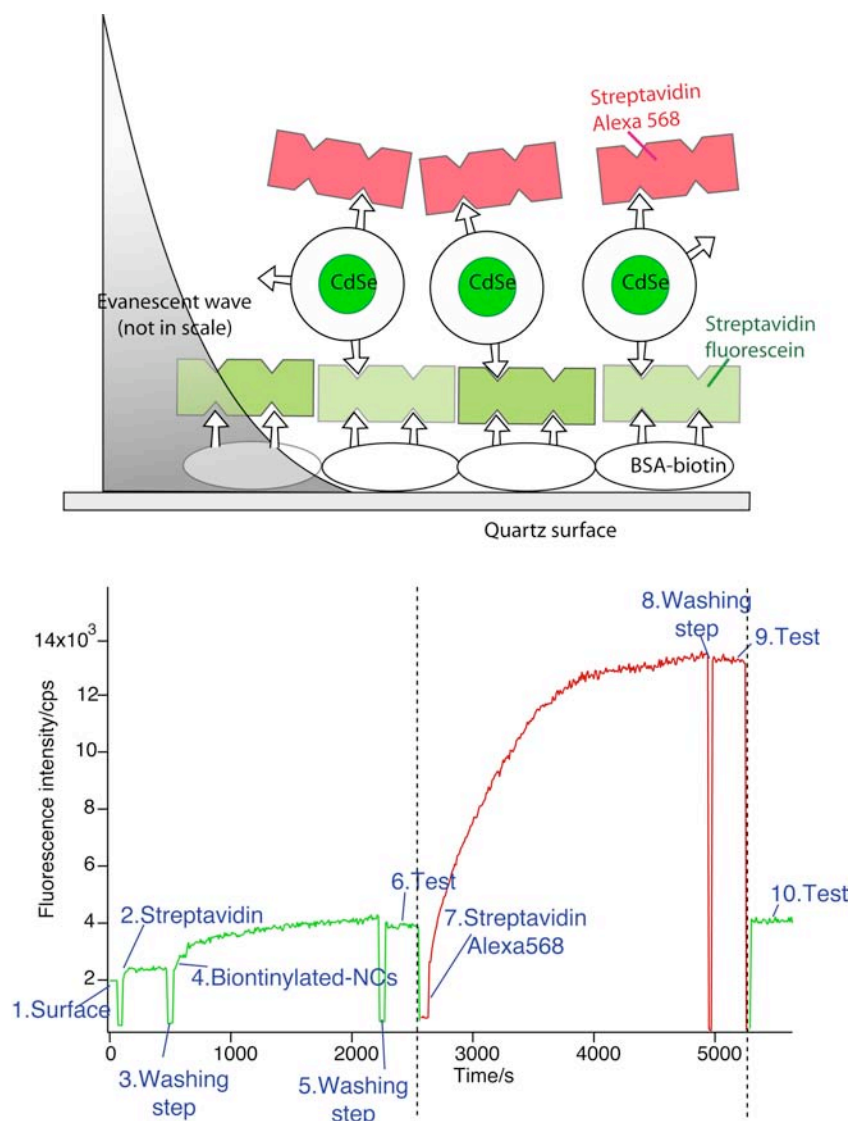 Streptavidin
Alexa 568
CdSe
CdSe
CdSe
Evanescent wave
(not in scale)
Streptavidin
fluorescein
BSA-biotin
Quartz surface
8.Washing
step
14x10³
9.Test
12
10
8
6
4
2
Fluorescence intensity/cps
6.Test
2.Streptavidin
7.Streptavidin
Alexa568
10.Test
4.Biontinylated-NCs
1.Surface
0
1000
2000
3000
4000
5000
Time/s
3.Washing
step
5.Washing
step